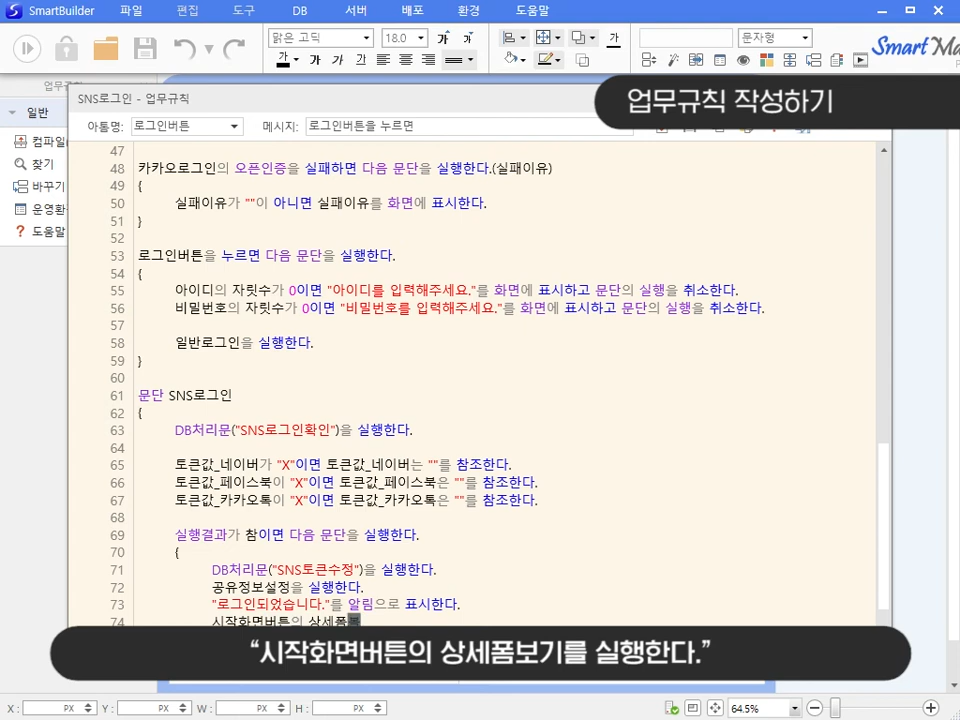 SmartBuilder 파일 편집 도구 DB 서버 배포 환경 도움말
맑은 고딕 18.0 가 가 가 문자형
가 가 가 가
SmartMa
업무규
업무규칙 작성하기
일반
컴파일
찾기
바꾸기
운영환
도움말
SNS로그인 - 업무규칙
아톰명: 로그인버튼 메시지: 로그인버튼을 누르면
47
48 카카오로그인의 오픈인증을 실패하면 다음 문단을 실행한다.(실패이유)
49 {
50 실패이유가 ""이 아니면 실패이유를 화면에 표시한다.
51 }
52
53 로그인버튼을 누르면 다음 문단을 실행한다.
54 {
55 아이디의 자릿수가 0이면 "아이디를 입력해주세요."를 화면에 표시하고 문단의 실행을 취소한다.
56 비밀번호의 자릿수가 0이면 "비밀번호를 입력해주세요."를 화면에 표시하고 문단의 실행을 취소한다.
57
58 일반로그인을 실행한다.
59 }
60
61 문단 SNS로그인
62 {
63 DB처리문("SNS로그인확인")을 실행한다.
64
65 토큰값_네이버가 "X"이면 토큰값_네이버는 ""를 참조한다.
66 토큰값_페이스북이 "X"이면 토큰값_페이스북은 ""를 참조한다.
67 토큰값_카카오톡이 "X"이면 토큰값_카카오톡은 ""를 참조한다.
68
69 실행결과가 참이면 다음 문단을 실행한다.
70 {
71 DB처리문("SNS토큰수정")을 실행한다.
72 공유정보설정을 실행한다.
73 "로그인되었습니다."를 알림으로 표시한다.
74 시작화면버튼의 상세폼
“시작화면버튼의 상세폼보기를 실행한다.”
X : PX Y : PX W : PX H : PX 64.5%